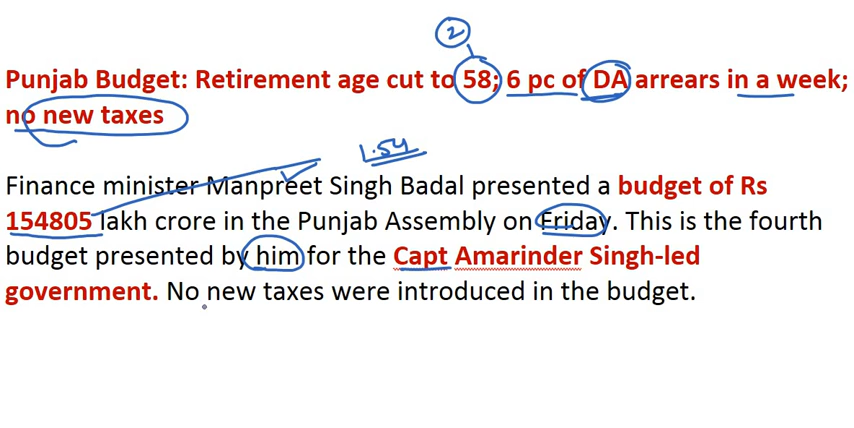 2
Punjab Budget: Retirement age cut to 58; 6 pc of DA arrears in a week;
no new taxes
1.54
Finance minister Manpreet Singh Badal presented a budget of Rs
154805 lakh crore in the Punjab Assembly on Friday. This is the fourth
budget presented by him for the Capt Amarinder Singh-led
government. No new taxes were introduced in the budget.